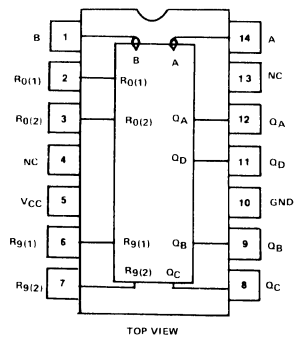 B 1 14 A
B A
R0(1) 2 R0(1) 13 NC
R0(2) 3 R0(2) QA 12 QA
NC 4 QD 11 QD
VCC 5 10 GND
R9(1) 6 R9(1) QB 9 QB
R9(2) 7 R9(2) QC 8 QC
TOP VIEW